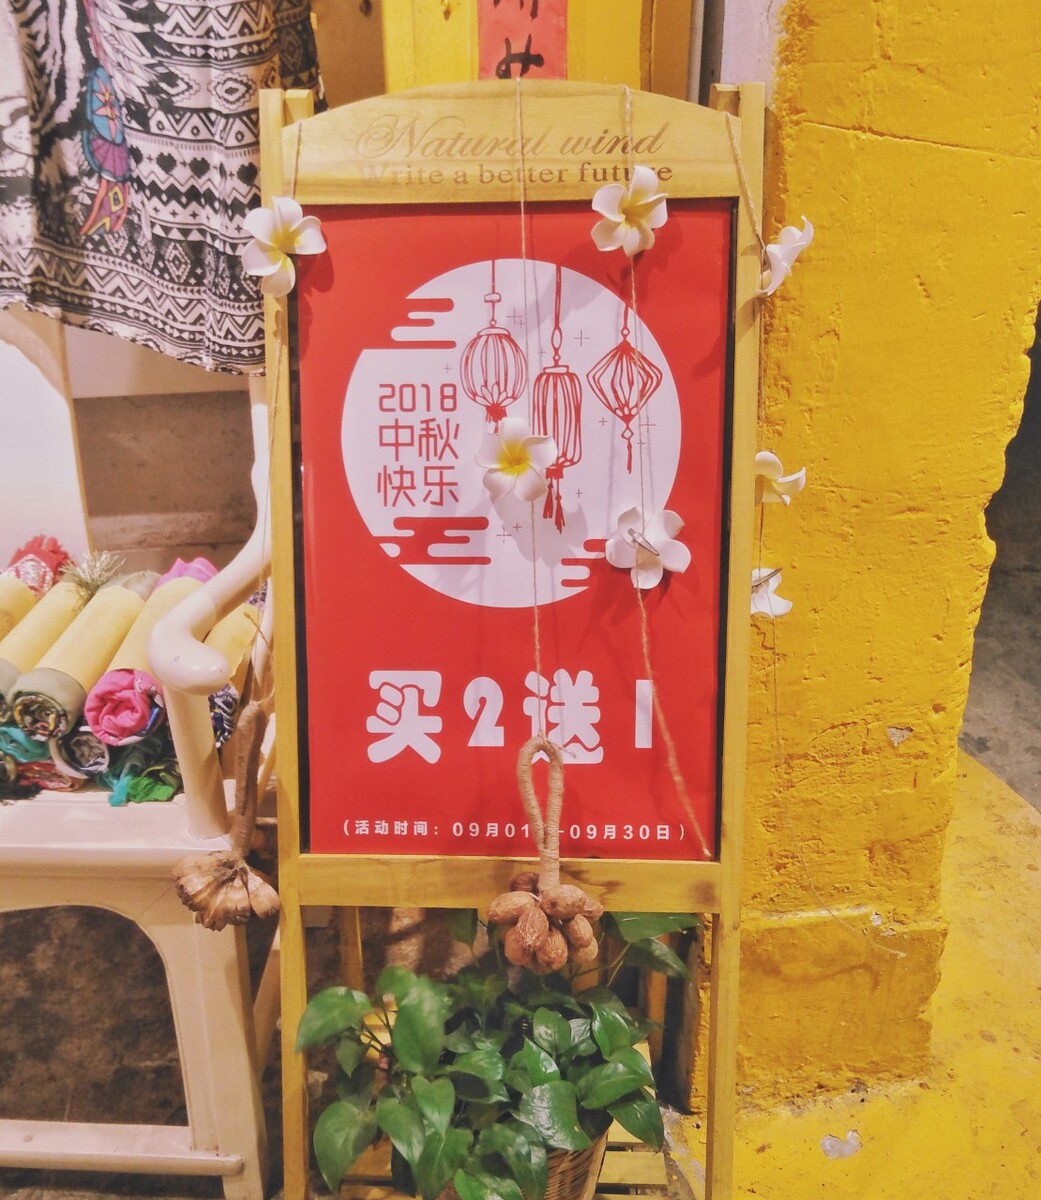 Natural wind
Write a better future
2018
中秋
快乐
买2送1
(活动时间：09月01 -09月30日)